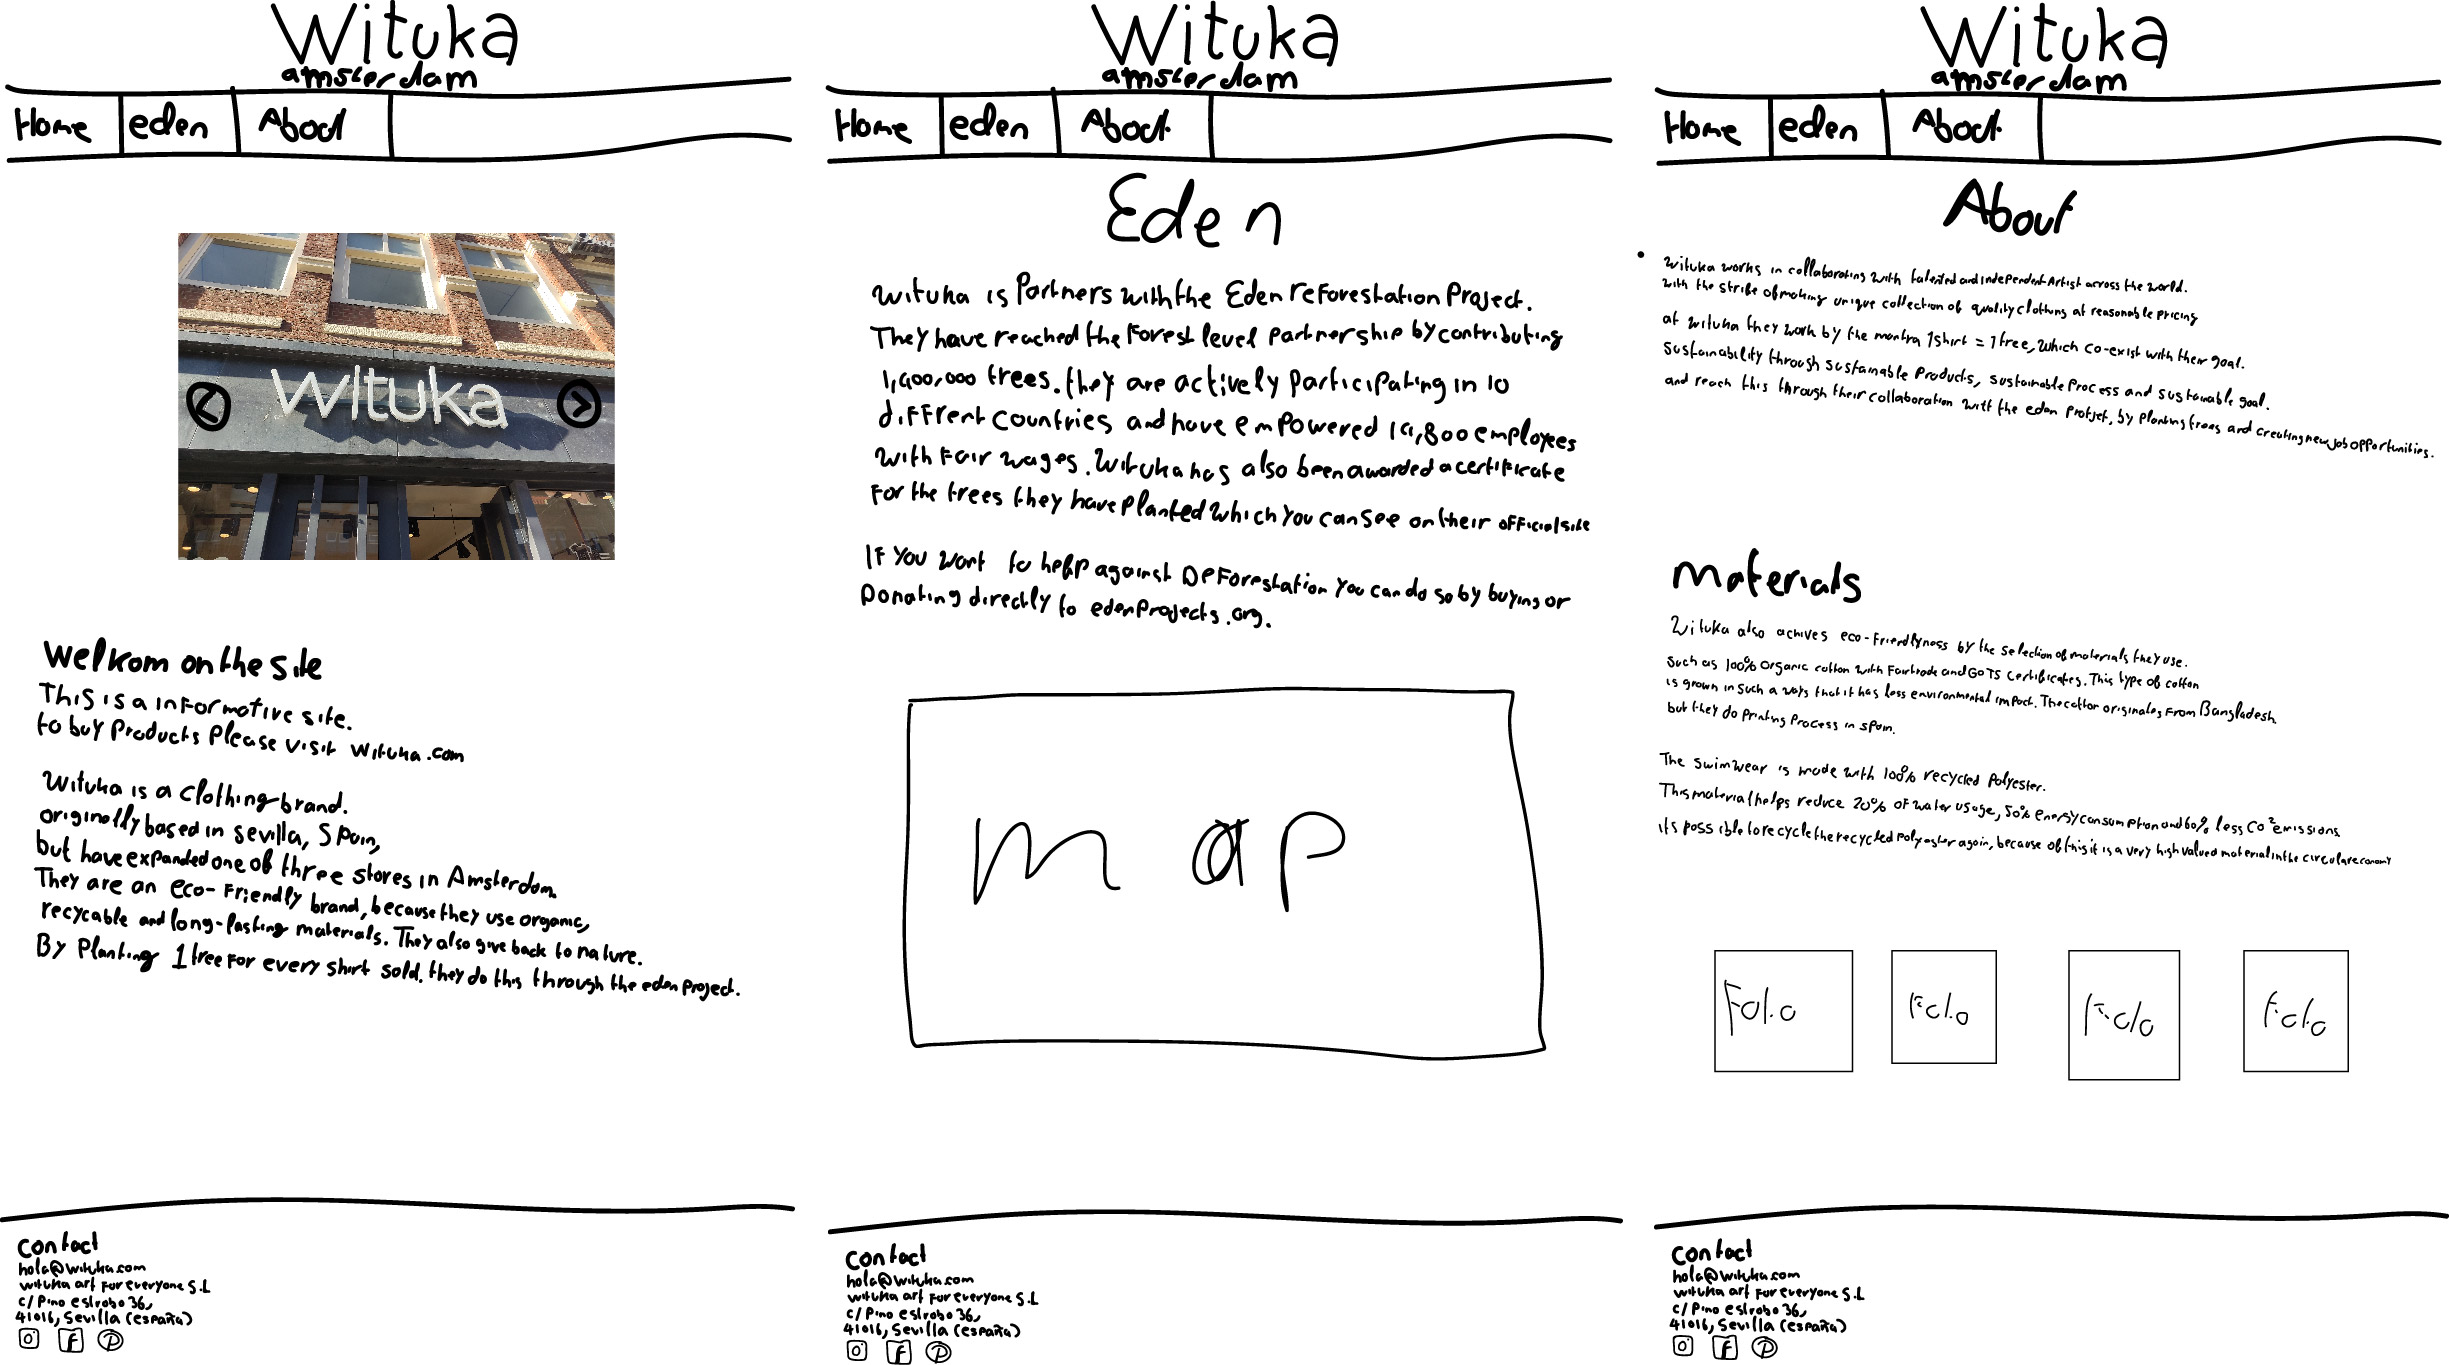 Wituka
amsterdam
Home
eden
About
wituka
Welkom on the site
This is a informative site.
to buy Products Please visit wituka.com
Wituka is a clothing brand.
originally based in sevilla, Spain,
but have expanded one of three stores in Amsterdam.
They are an eco-friendly brand, because they use organic,
recycable and long-lasting materials. They also give back to nature.
By Planting 1 tree for every shirt sold. they do this through the eden project.
Contact
hola@wituka.com
wituka art For everyone S.L
c/ Pino estrobo 36,
41016, Sevilla (españa)
Wituka
amsterdam
Home
eden
About
Eden
Wituka is Partners with the Eden reforestation Project.
They have reached the Forest level partnership by contributing
trees. they are actively participating in 10
diffrent countries and have empowered employees
with Fair wages. Wituka has also been awarded a certificate
For the trees they have planted which you can see on their official site
If you want to help against Deforestation you can do so by buying or
Donating directly to edenProjects.org.
map
Contact
hola@wituka.com
wituka art For everyone S.L
c/ Pino estrobo 36,
41016, Sevilla (españa)
Wituka
amsterdam
Home
eden
About
About
Wituka works in collaborating with talented and independent Artist across the world.
with the stribe of making unique collection of quality clothing at reasonable pricing
at wituka they work by the mantra 1 shirt = 1 tree, which co-exist with their goal.
Sustainability through sustainable Products, sustainable Process and sustainable goal.
and reach this through their collaboration with the eden Protjet, by planting trees and creating new job opportunities.
Materials
Wituka also achives eco-friendlyness by the selection of materials they use.
Such as 100% organic cotton with Fairtrade and GOTS certificates. This type of cotton
is grown in such a ways that it has less environmental impact. The cotton originates From Bangladesh.
but they do printing Process in spain.
The swimwear is made with 100% recycled Polyester.
This material helps reduce 20% of water usage, 50% energy consumption and 60% less Co² emissions.
it's possible to recycle the recycled Polyester again, because of this it is a very high valued material in the circular economy
Foto
Foto
Foto
Foto
Contact
hola@wituka.com
wituka art For everyone S.L
c/ Pino estrobo 36,
41016, Sevilla (españa)